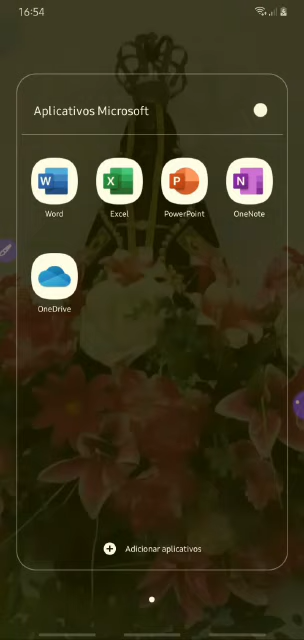 16:54
Aplicativos Microsoft
W
X
P
N
Word
Excel
PowerPoint
OneNote
OneDrive
Adicionar aplicativos